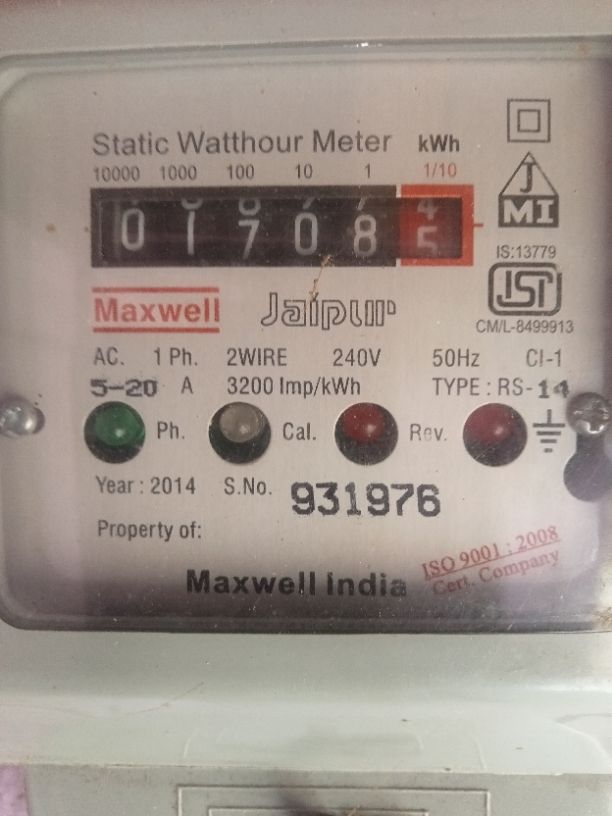 Static Watthour Meter kWh
10000 1000 100 10 1 1/10
0 1 7 0 8 5
J
MI
IS:13779
ISI
CM/L-8499913
Maxwell Jaipur
AC. 1 Ph. 2WIRE 240V 50Hz Cl-1
5-20 A 3200 Imp/kWh TYPE : RS-14
Ph. Cal. Rev.
Year : 2014 S.No. 931976
Property of:
Maxwell India
ISO 9001 : 2008
Cert. Company